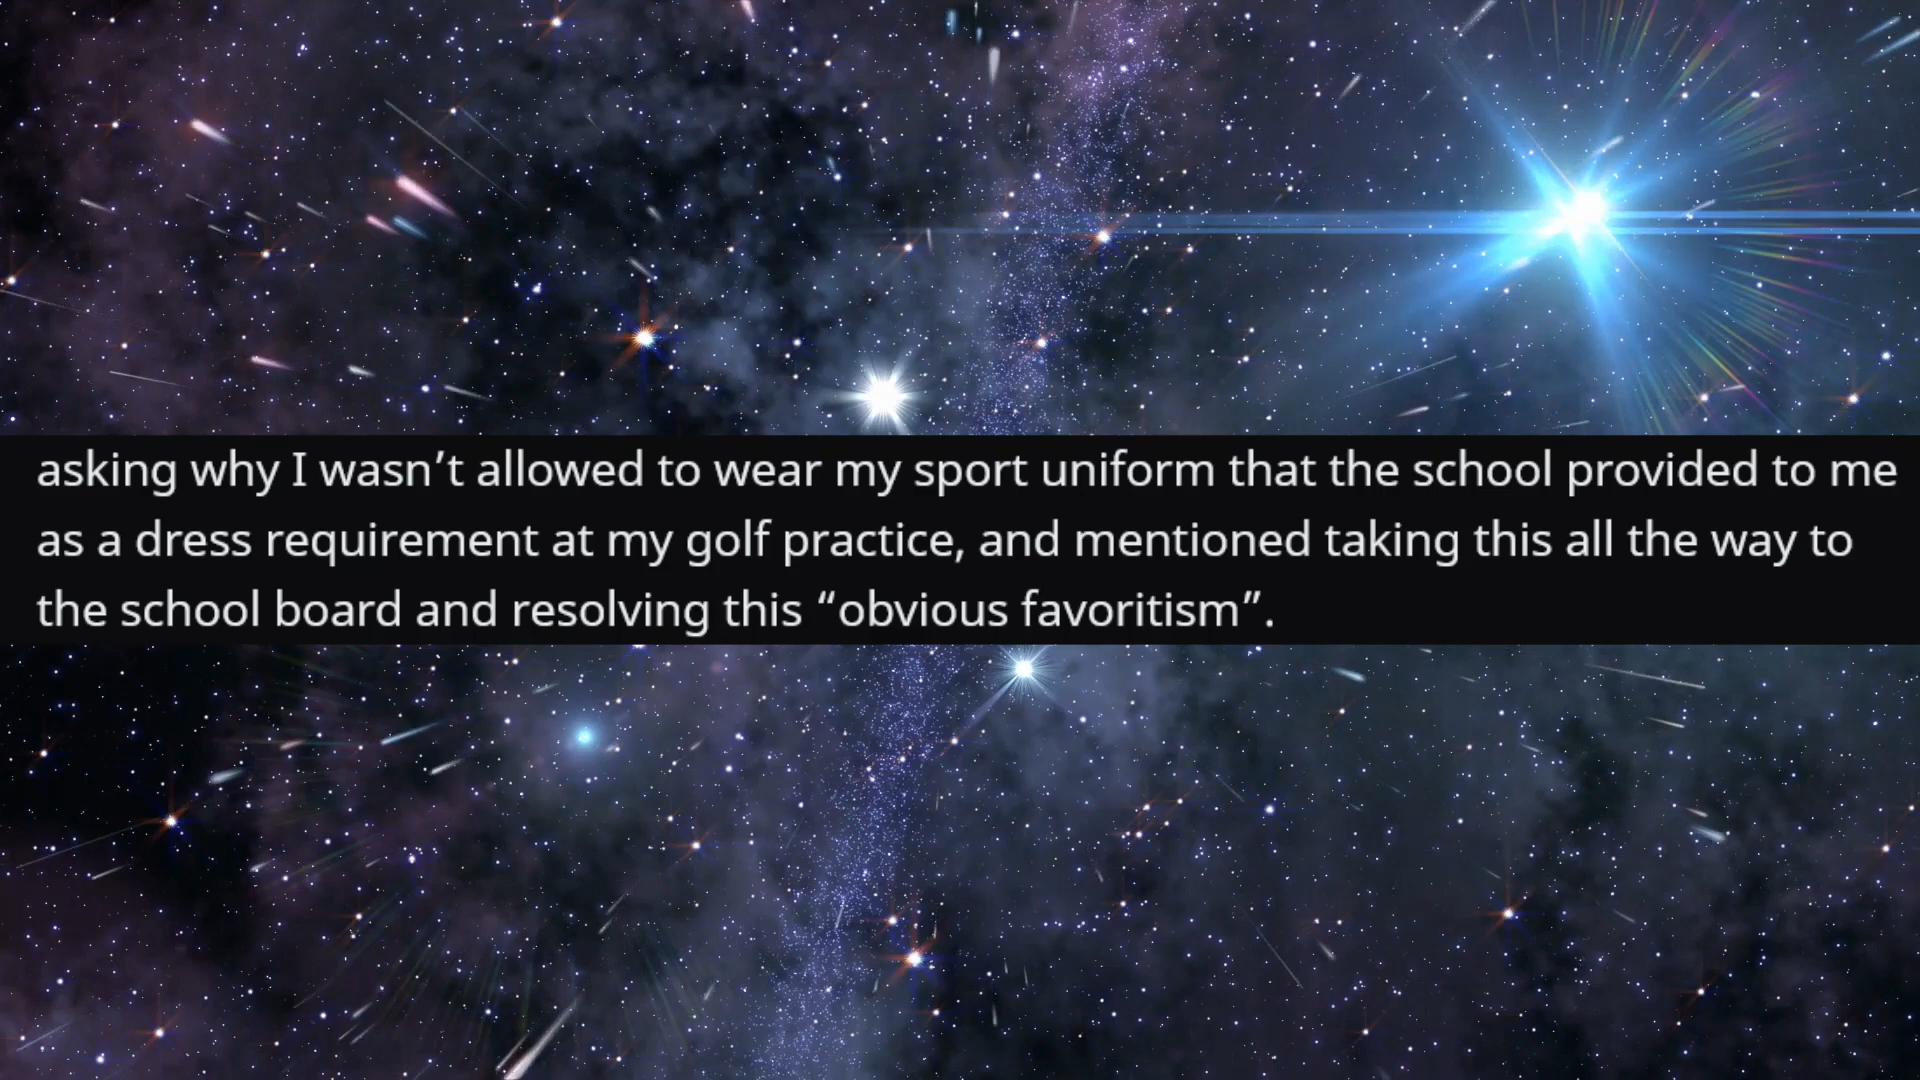 asking why I wasn’t allowed to wear my sport uniform that the school provided to me
as a dress requirement at my golf practice, and mentioned taking this all the way to
the school board and resolving this “obvious favoritism”.